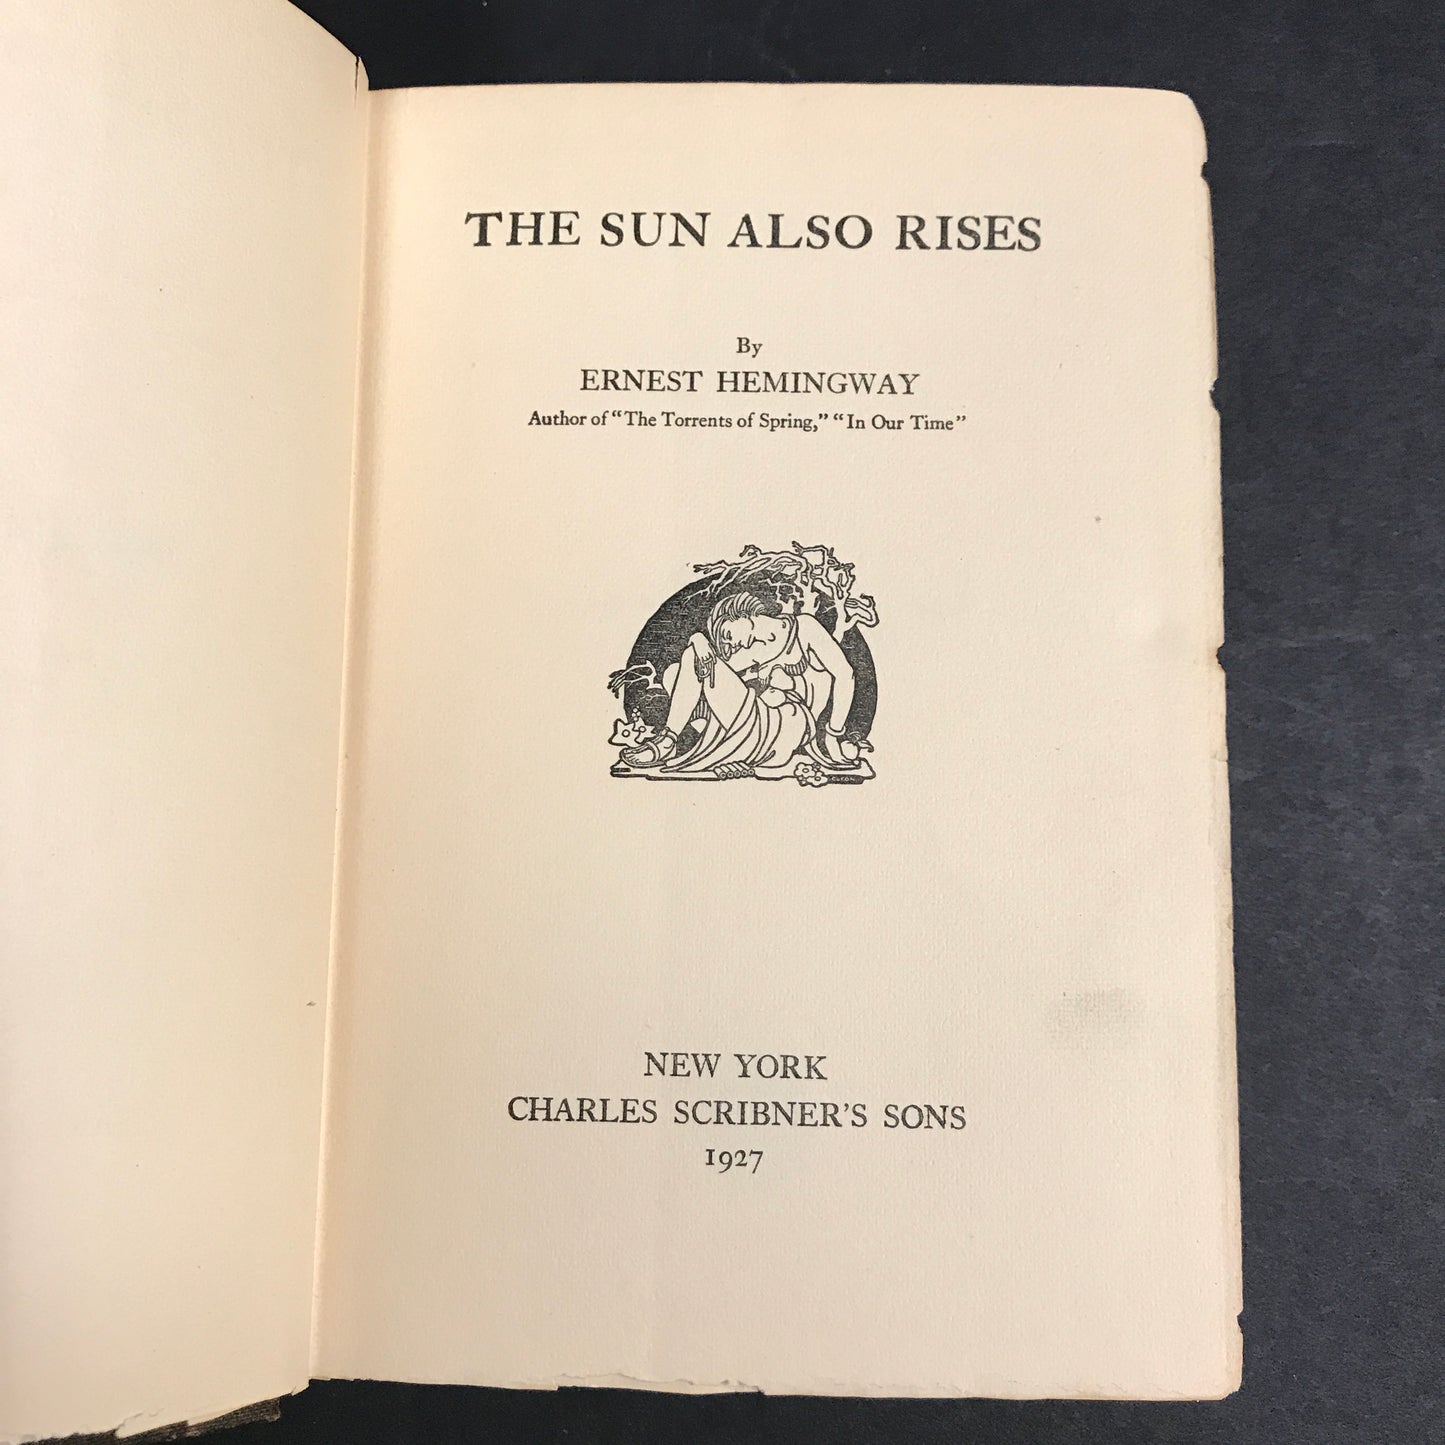 THE SUN ALSO RISES
By
ERNEST HEMINGWAY
Author of “The Torrents of Spring,” “In Our Time”
NEW YORK
CHARLES SCRIBNER’S SONS
1927